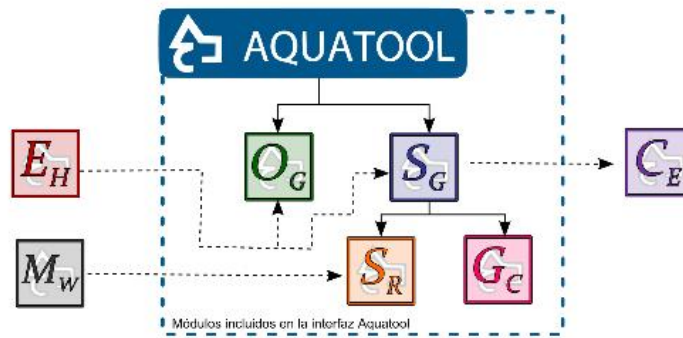 AQUATOOL
E_H
O_G
S_G
C_E
M_W
S_R
G_C
Módulos incluidos en la interfaz Aquatool